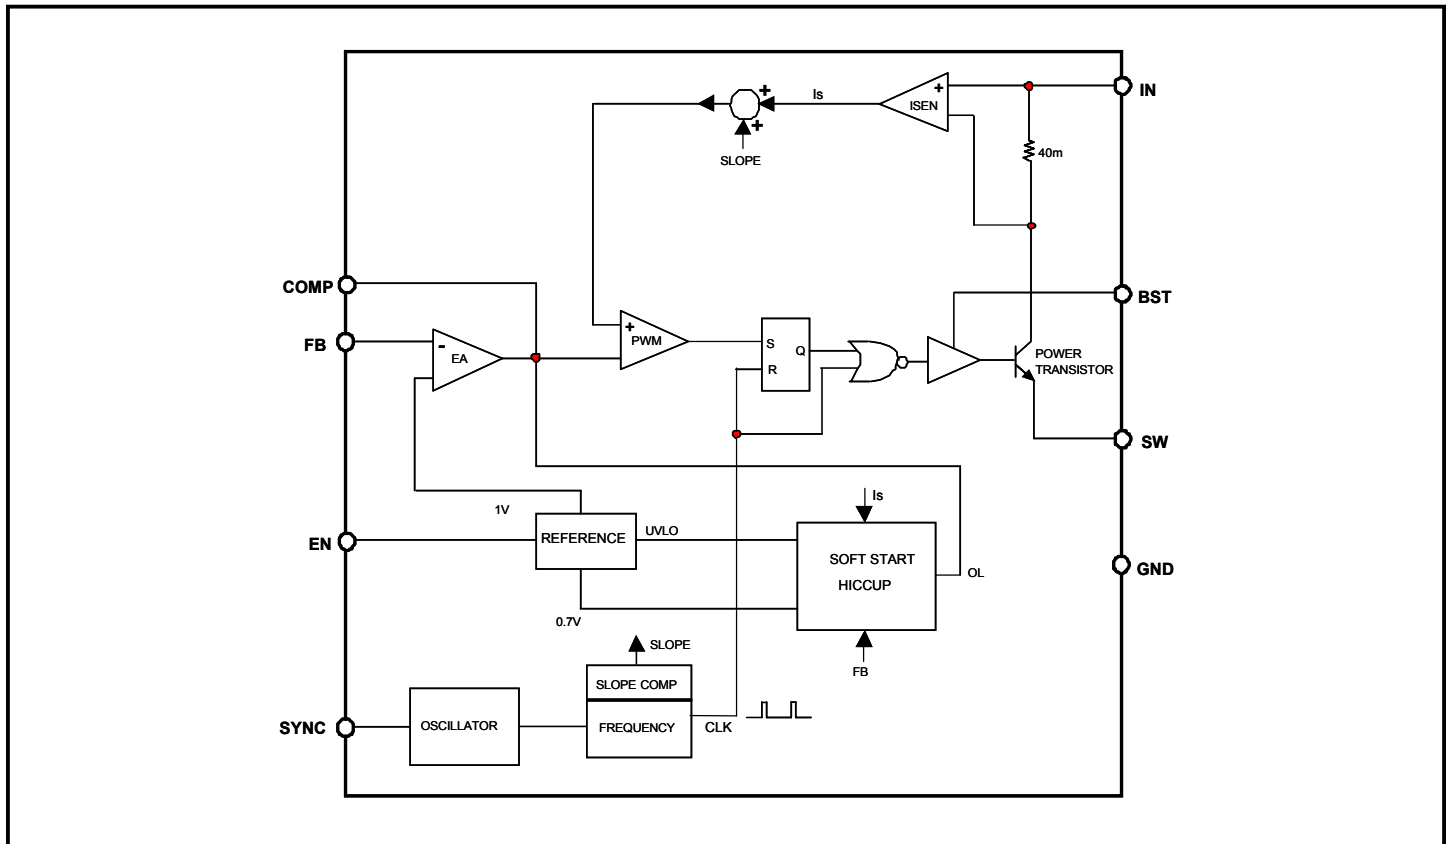 IN
+
Is
+
ISEN
+
SLOPE
40m
COMP
BST
+
PWM
S
Q
R
FB
-
EA
POWER
TRANSISTOR
SW
1V
Is
EN
REFERENCE
UVLO
SOFT START
HICCUP
OL
GND
0.7V
SLOPE
FB
SLOPE COMP
SYNC
OSCILLATOR
FREQUENCY
CLK